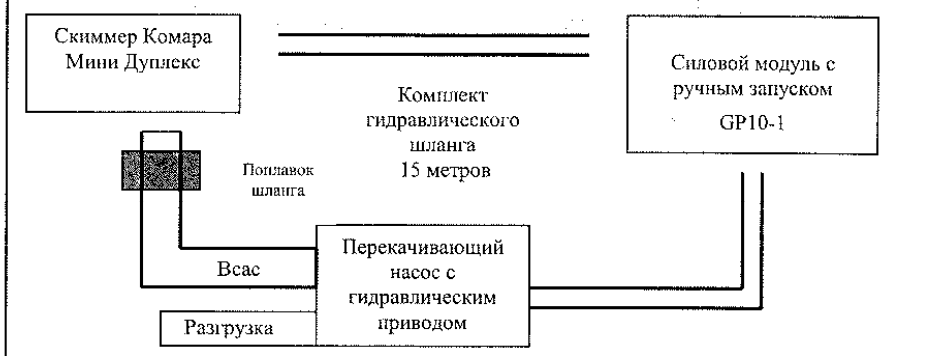 Скиммер Комара
Мини Дуплекс
Силовой модуль с
ручным запуском
GP10-1
Комплект
гидравлического
шланга
15 метров
Поплавок
шланга
Всас
Перекачивающий
насос с
гидравлическим
приводом
Разгрузка